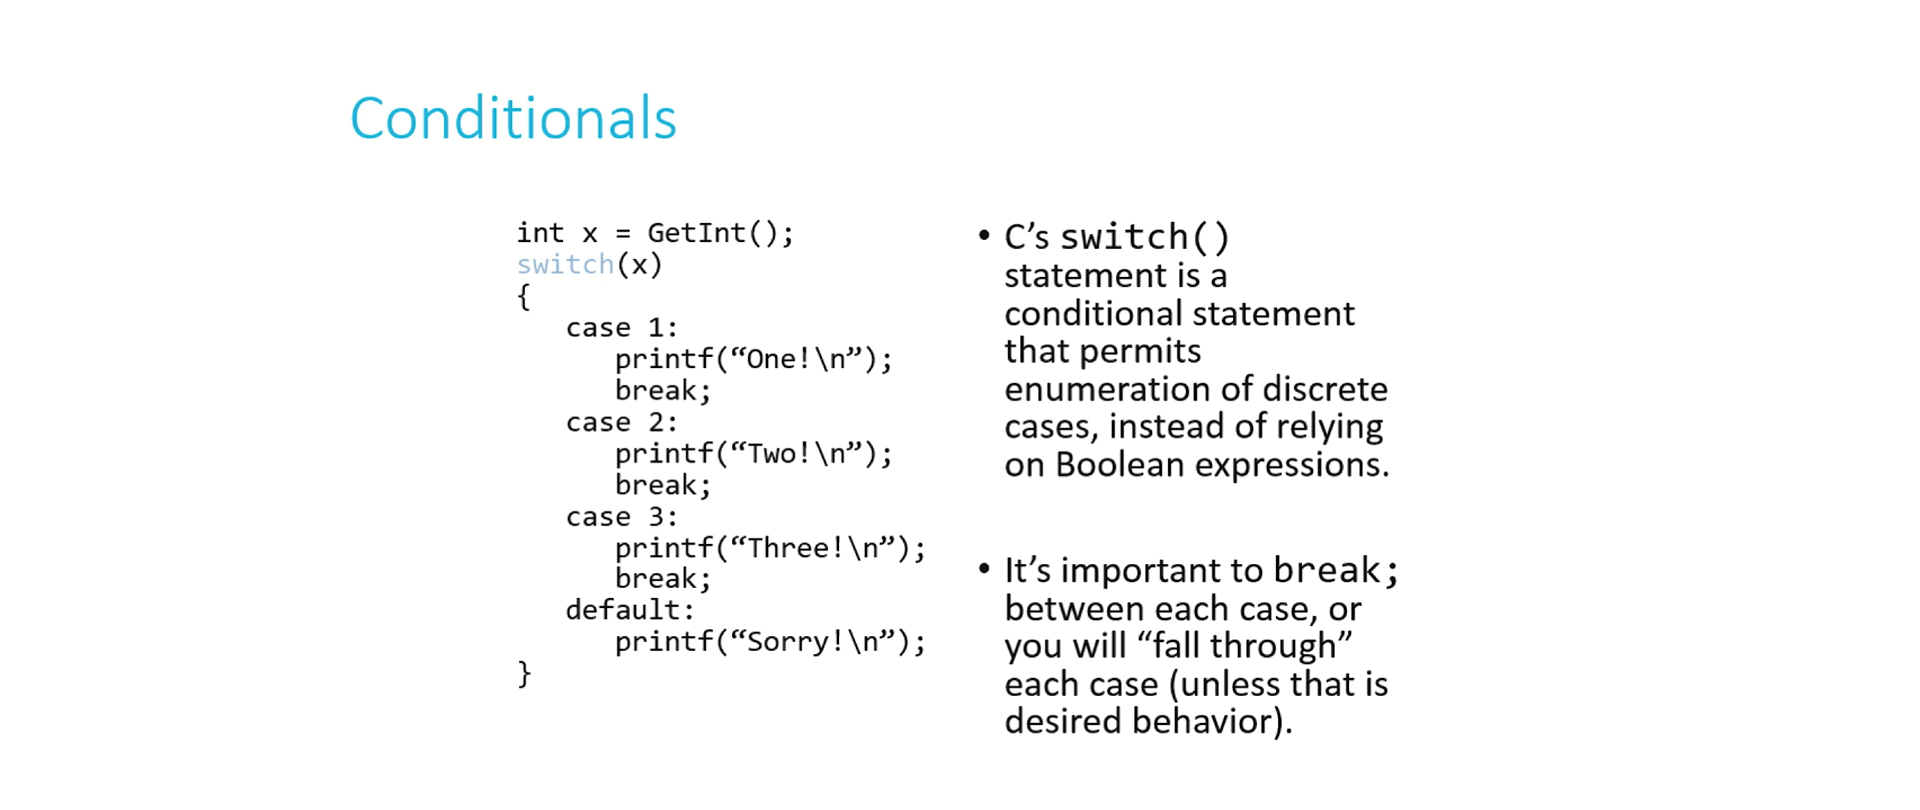 Conditionals
int x = GetInt();
switch(x)
{
case 1:
printf(“One!\n”);
break;
case 2:
printf(“Two!\n”);
break;
case 3:
printf(“Three!\n”);
break;
default:
printf(“Sorry!\n”);
}
• C’s switch()
statement is a
conditional statement
that permits
enumeration of discrete
cases, instead of relying
on Boolean expressions.
• It’s important to break;
between each case, or
you will “fall through”
each case (unless that is
desired behavior).